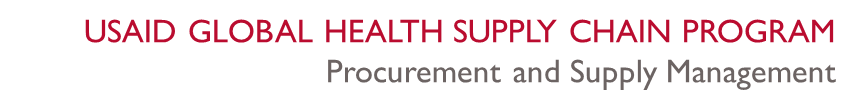 USAID GLOBAL HEALTH SUPPLY CHAIN PROGRAM
Procurement and Supply Management